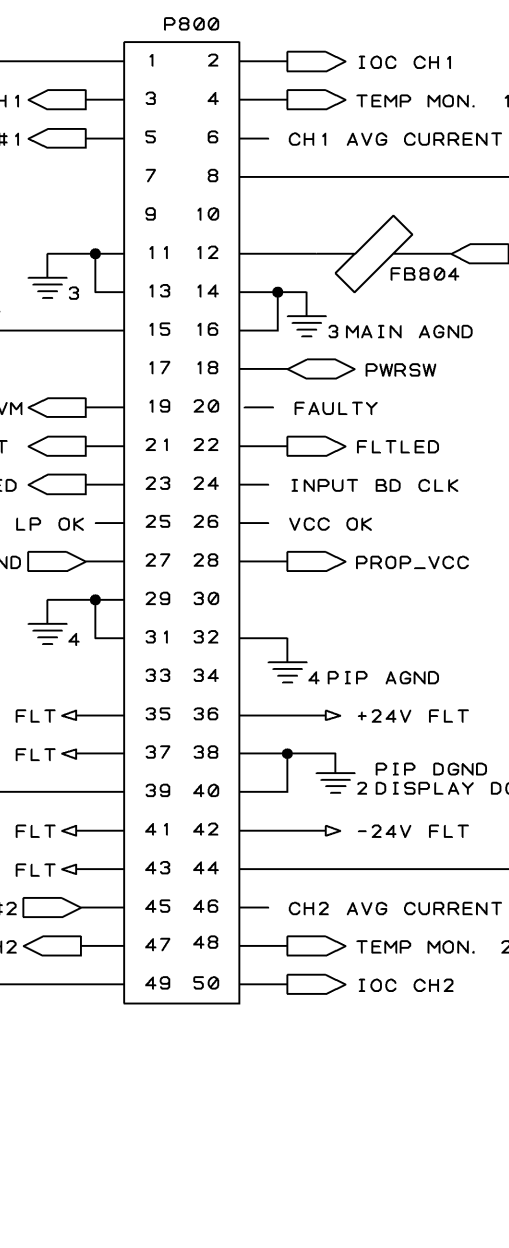 P800
1 2 IOC CH1
H1 3 4 TEMP MON. 1
#1 5 6 CH1 AVG CURRENT
7 8
9 10
11 12
FB804
3 13 14
15 16 3 MAIN AGND
17 18 PWRSW
VM 19 20 FAULTY
T 21 22 FLTLED
ED 23 24 INPUT BD CLK
LP OK 25 26 VCC OK
ND 27 28 PROP_VCC
29 30
4 31 32
33 34 4 PIP AGND
FLT 35 36 +24V FLT
FLT 37 38
PIP DGND
39 40 2 DISPLAY DG
FLT 41 42 -24V FLT
FLT 43 44
#2 45 46 CH2 AVG CURRENT
H2 47 48 TEMP MON. 2
49 50 IOC CH2